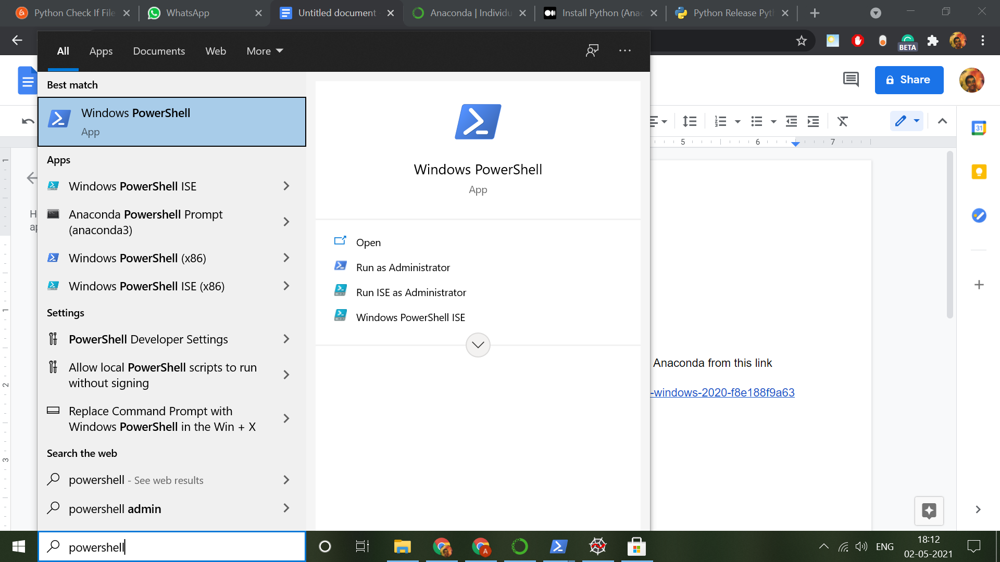 Python Check If File
WhatsApp
Untitled document
Anaconda | Individu
Install Python (Anac
Python Release Pyth
BETA
All
Apps
Documents
Web
More
Share
Best match
Windows PowerShell
App
Apps
Windows PowerShell ISE
Anaconda Powershell Prompt
(anaconda3)
Windows PowerShell (x86)
Windows PowerShell ISE (x86)
Settings
PowerShell Developer Settings
Allow local PowerShell scripts to run
without signing
Replace Command Prompt with
Windows PowerShell in the Win + X
Search the web
powershell - See web results
powershell admin
powershell
Windows PowerShell
App
Open
Run as Administrator
Run ISE as Administrator
Windows PowerShell ISE
5 6 7
31
1
1
2
3
H
ap
Anaconda from this link
-windows-2020-f8e188f9a63
A
ENG
18:12
02-05-2021